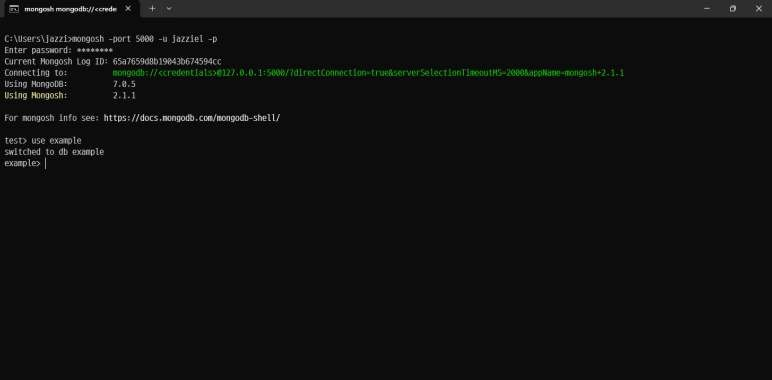 mongosh mongodb://<crede
C:\Users\jazzi>mongosh -port 5000 -u jazziel -p
Enter password: ********
Current Mongosh Log ID: 65a7659d8b19043b674594cc
Connecting to: mongodb://<credentials>@127.0.0.1:5000/?directConnection=true&serverSelectionTimeoutMS=2000&appName=mongosh+2.1.1
Using MongoDB: 7.0.5
Using Mongosh: 2.1.1
For mongosh info see: https://docs.mongodb.com/mongodb-shell/
test> use example
switched to db example
example>